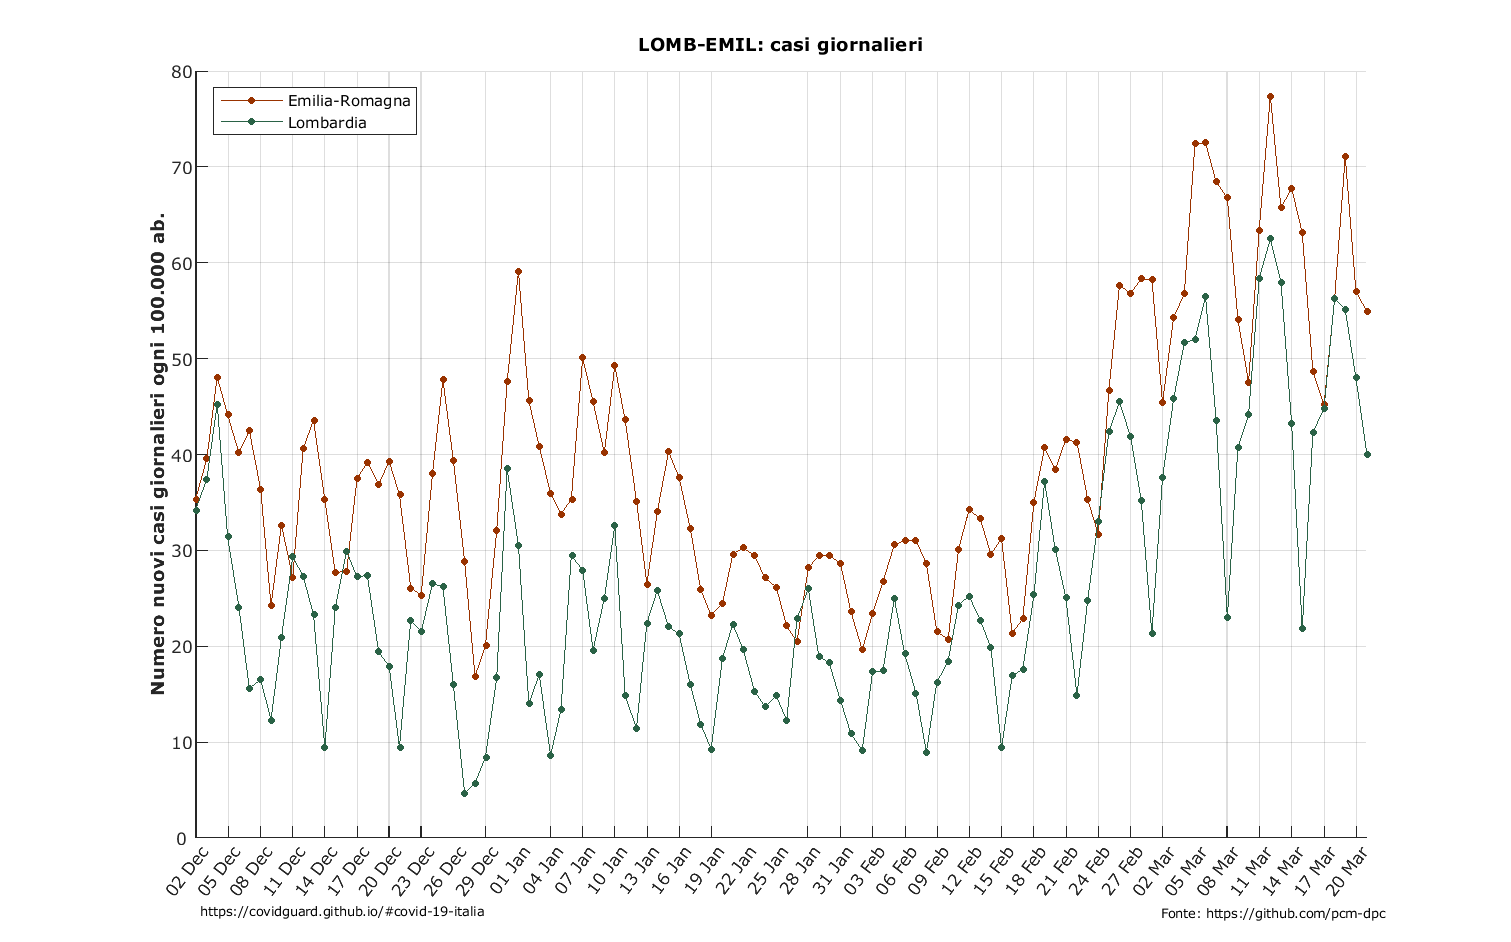 LOMB-EMIL: casi giornalieri
Emilia-Romagna
Lombardia
Numero nuovi casi giornalieri ogni 100.000 ab.
80
70
60
50
40
30
20
10
0
02 Dec
05 Dec
08 Dec
11 Dec
14 Dec
17 Dec
20 Dec
23 Dec
26 Dec
29 Dec
01 Jan
04 Jan
07 Jan
10 Jan
13 Jan
16 Jan
19 Jan
22 Jan
25 Jan
28 Jan
31 Jan
03 Feb
06 Feb
09 Feb
12 Feb
15 Feb
18 Feb
21 Feb
24 Feb
27 Feb
02 Mar
05 Mar
08 Mar
11 Mar
14 Mar
17 Mar
20 Mar
https://covidguard.github.io/#covid-19-italia
Fonte: https://github.com/pcm-dpc